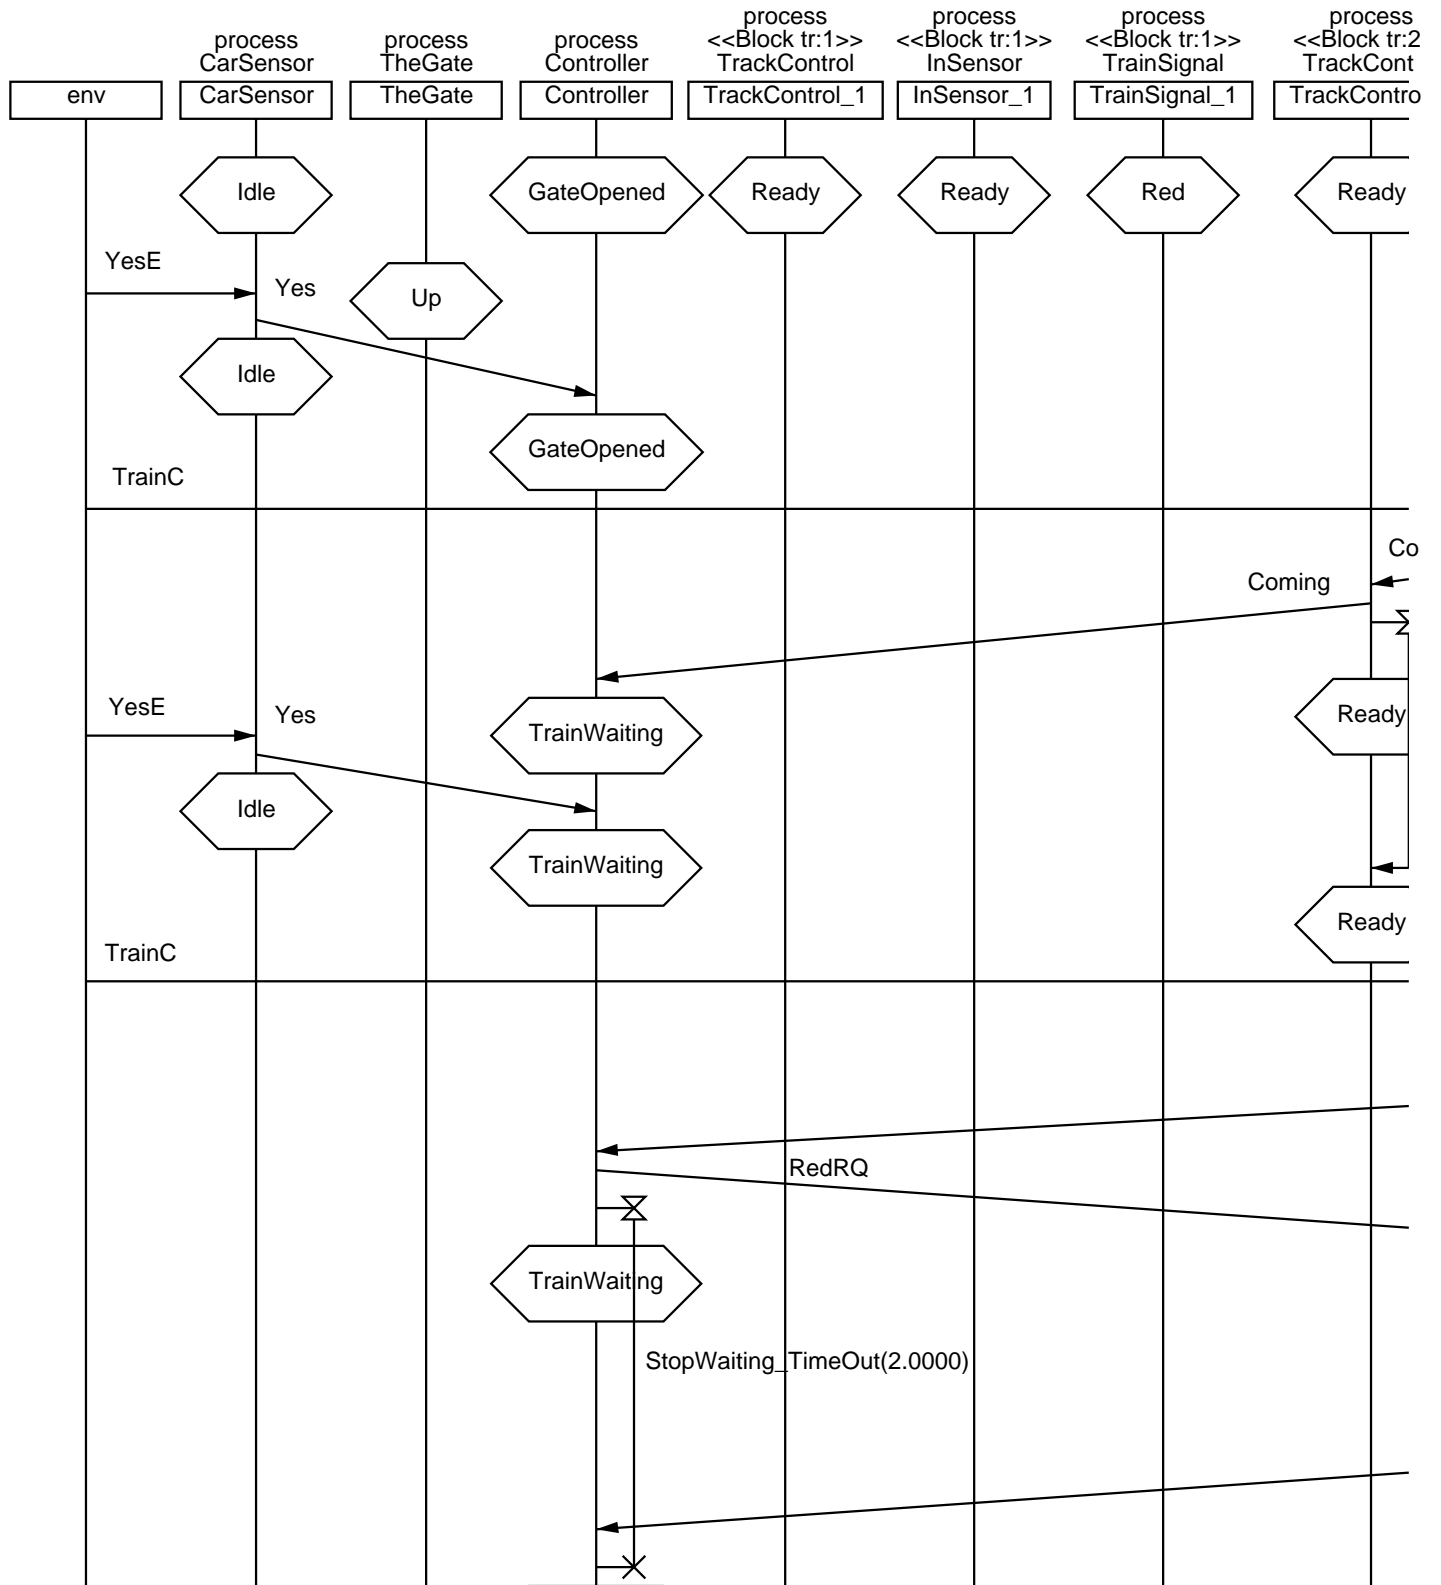 process
process
process
process
process
process
process
<<Block tr:1>>
<<Block tr:1>>
<<Block tr:1>>
<<Block tr:2
CarSensor
TheGate
Controller
TrackControl
InSensor
TrainSignal
TrackCont
env
CarSensor
TheGate
Controller
TrackControl_1
InSensor_1
TrainSignal_1
TrackContro
Idle
GateOpened
Ready
Ready
Red
Ready
YesE
Yes
Up
Idle
GateOpened
TrainC
Co
Coming
YesE
Yes
TrainWaiting
Ready
Idle
TrainWaiting
Ready
TrainC
RedRQ
TrainWaiting
StopWaiting_TimeOut(2.0000)